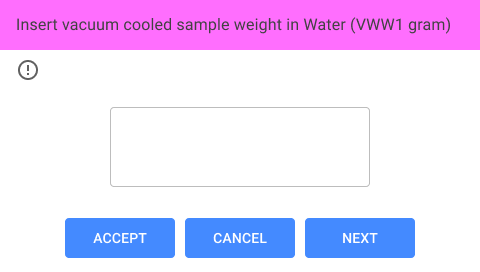 Insert vacuum cooled sample weight in Water (VWW1 gram)
ACCEPT CANCEL NEXT